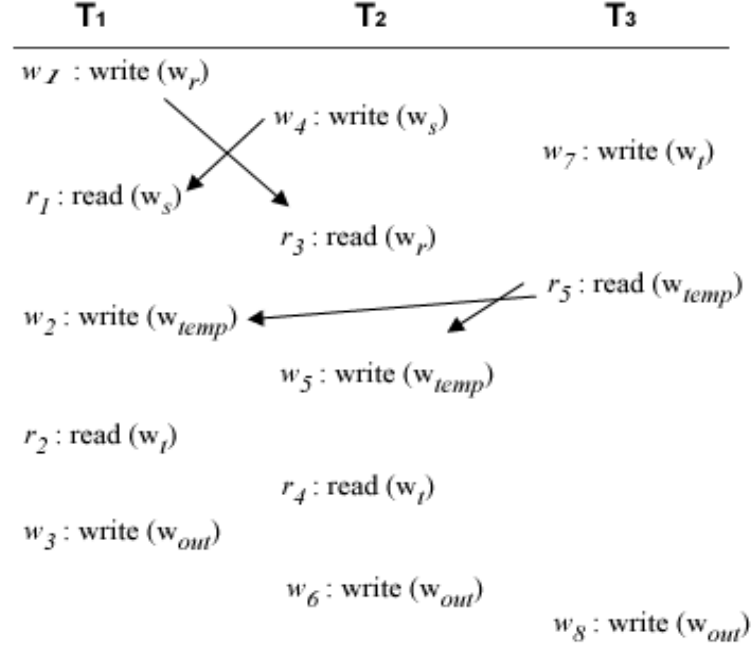 T1 T2 T3
w1 : write (wr)
w4 : write (ws)
w7 : write (wt)
r1 : read (ws)
r3 : read (wr)
r5 : read (wtemp)
w2 : write (wtemp)
w5 : write (wtemp)
r2 : read (wt)
r4 : read (wt)
w3 : write (wout)
w6 : write (wout)
w8 : write (wout)